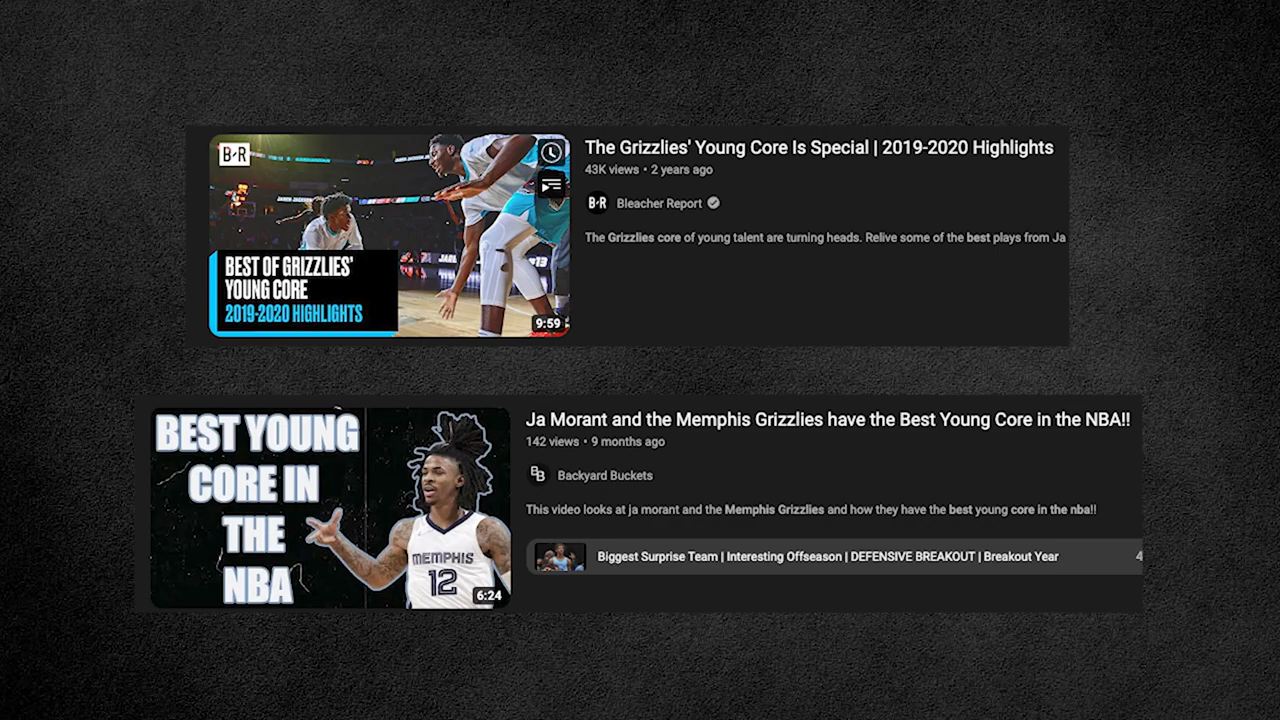 B/R
BEST OF GRIZZLIES'
YOUNG CORE
2019-2020 HIGHLIGHTS
9:59
The Grizzlies' Young Core Is Special | 2019-2020 Highlights
43K views • 2 years ago
B/R Bleacher Report
The Grizzlies core of young talent are turning heads. Relive some of the best plays from Ja
BEST YOUNG
CORE IN
THE
NBA
MEMPHIS
12
6:24
Ja Morant and the Memphis Grizzlies have the Best Young Core in the NBA!!
142 views • 9 months ago
BB Backyard Buckets
This video looks at ja morant and the Memphis Grizzlies and how they have the best young core in the nba!!
Biggest Surprise Team | Interesting Offseason | DEFENSIVE BREAKOUT | Breakout Year 4